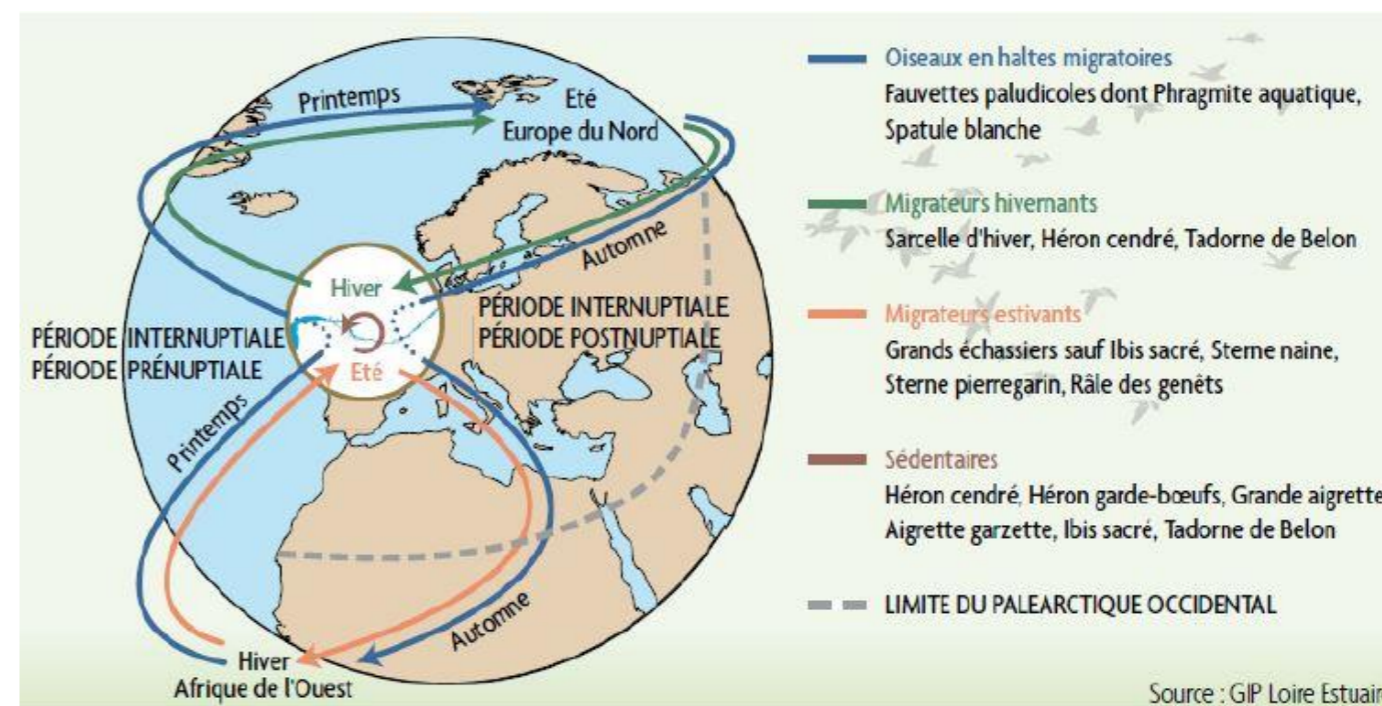 Printemps
Eté
Europe du Nord
Automne
Hiver
PÉRIODE INTERNUPTIALE
PÉRIODE PRÉNUPTIALE
PÉRIODE INTERNUPTIALE
PÉRIODE POSTNUPTIALE
Eté
Printemps
Automne
Hiver
Afrique de l'Ouest
Oiseaux en haltes migratoires
Fauvettes paludicoles dont Phragmite aquatique,
Spatule blanche
Migrateurs hivernants
Sarcelle d'hiver, Héron cendré, Tadorne de Belon
Migrateurs estivants
Grands échassiers sauf Ibis sacré, Sterne naine,
Sterne pierregarin, Râle des genêts
Sédentaires
Héron cendré, Héron garde-bœufs, Grande aigrette
Aigrette garzette, Ibis sacré, Tadorne de Belon
LIMITE DU PALEARCTIQUE OCCIDENTAL
Source : GIP Loire Estuair